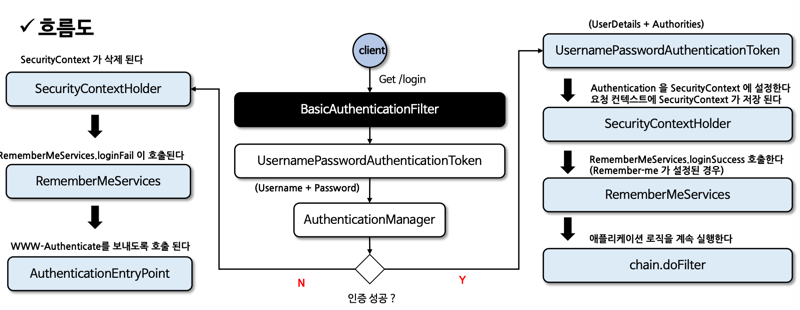 ✓ 흐름도
SecurityContext 가 삭제 된다
SecurityContextHolder
RememberMeServices.loginFail 이 호출된다
RememberMeServices
WWW-Authenticate를 보내도록 호출 된다
AuthenticationEntryPoint
client
Get /login
BasicAuthenticationFilter
UsernamePasswordAuthenticationToken
(Username + Password)
AuthenticationManager
N
Y
인증 성공 ?
(UserDetails + Authorities)
UsernamePasswordAuthenticationToken
Authentication 을 SecurityContext 에 설정한다
요청 컨텍스트에 SecurityContext 가 저장 된다
SecurityContextHolder
RememberMeServices.loginSuccess 호출한다
(Remember-me 가 설정된 경우)
RememberMeServices
애플리케이션 로직을 계속 실행한다
chain.doFilter